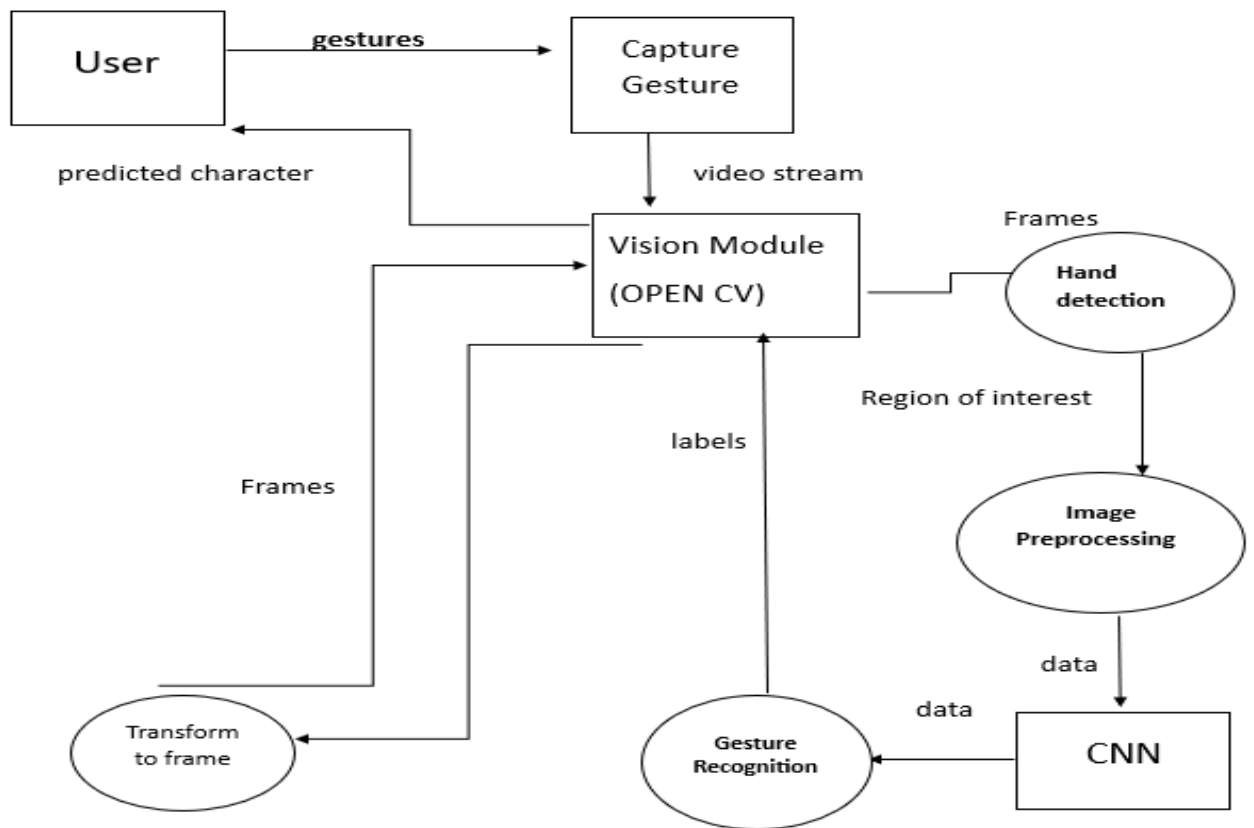 User
gestures
Capture
Gesture
predicted character
video stream
Vision Module
(OPEN CV)
Frames
Hand
detection
Region of interest
labels
Frames
Image
Preprocessing
data
data
Transform
to frame
Gesture
Recognition
CNN